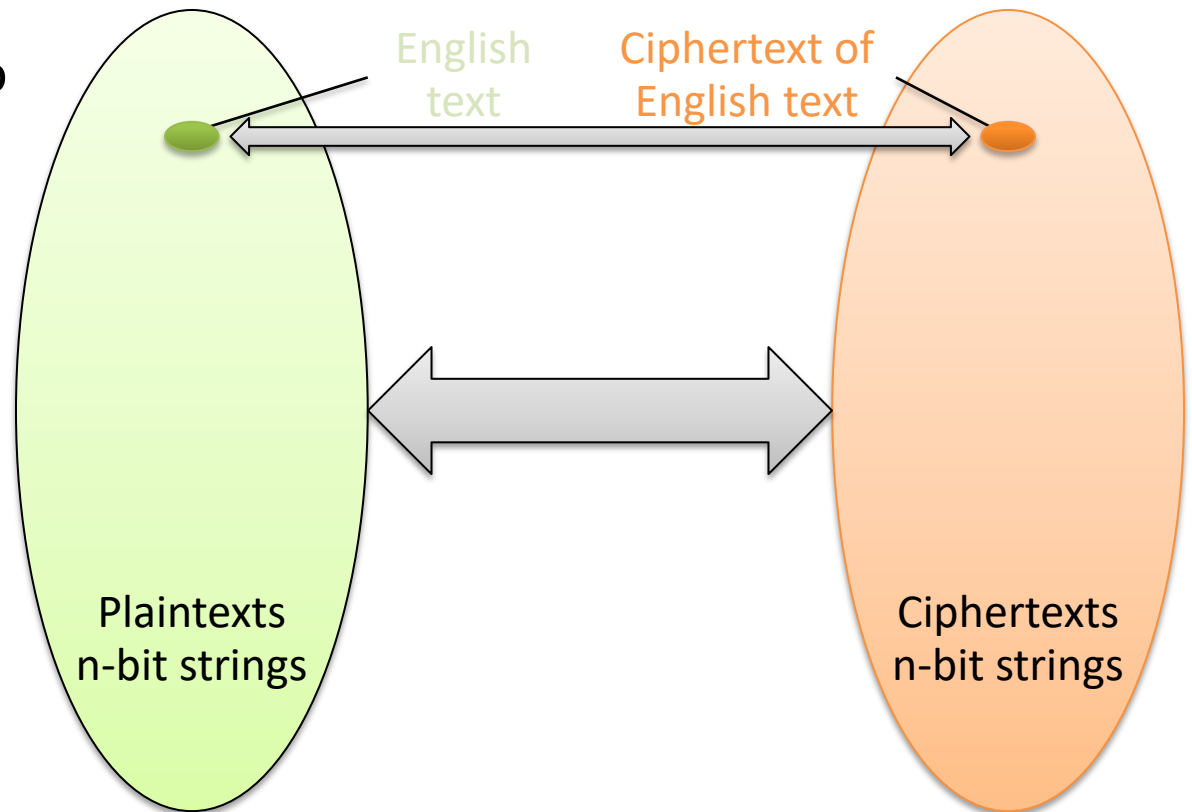 English
text
Ciphertext of
English text
Plaintexts
n-bit strings
Ciphertexts
n-bit strings